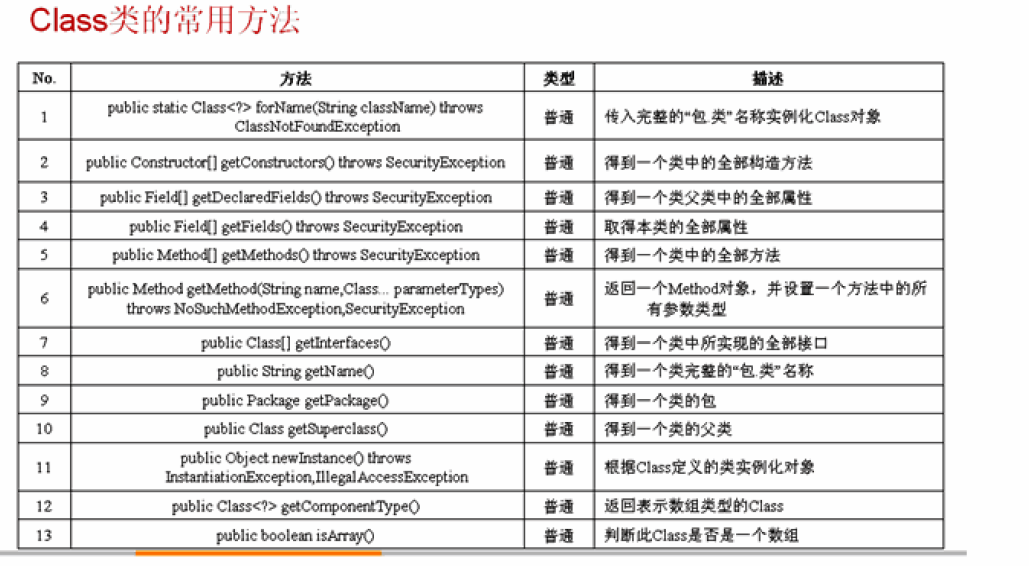 Class类的常用方法
No. 方法 类型 描述
1 public static Class<?> forName(String className) throws ClassNotFoundException 普通 传入完整的“包.类”名称实例化Class对象
2 public Constructor[] getConstructors() throws SecurityException 普通 得到一个类中的全部构造方法
3 public Field[] getDeclaredFields() throws SecurityException 普通 得到一个类父类中的全部属性
4 public Field[] getFields() throws SecurityException 普通 取得本类的全部属性
5 public Method[] getMethods() throws SecurityException 普通 得到一个类中的全部方法
6 public Method getMethod(String name,Class... parameterTypes) throws NoSuchMethodException,SecurityException 普通 返回一个Method对象，并设置一个方法中的所有参数类型
7 public Class[] getInterfaces() 普通 得到一个类中所实现的全部接口
8 public String getName() 普通 得到一个类完整的“包.类”名称
9 public Package getPackage() 普通 得到一个类的包
10 public Class getSuperclass() 普通 得到一个类的父类
11 public Object newInstance() throws InstantiationException,IllegalAccessException 普通 根据Class定义的类实例化对象
12 public Class<?> getComponentType() 普通 返回表示数组类型的Class
13 public boolean isArray() 普通 判断此Class是否是一个数组